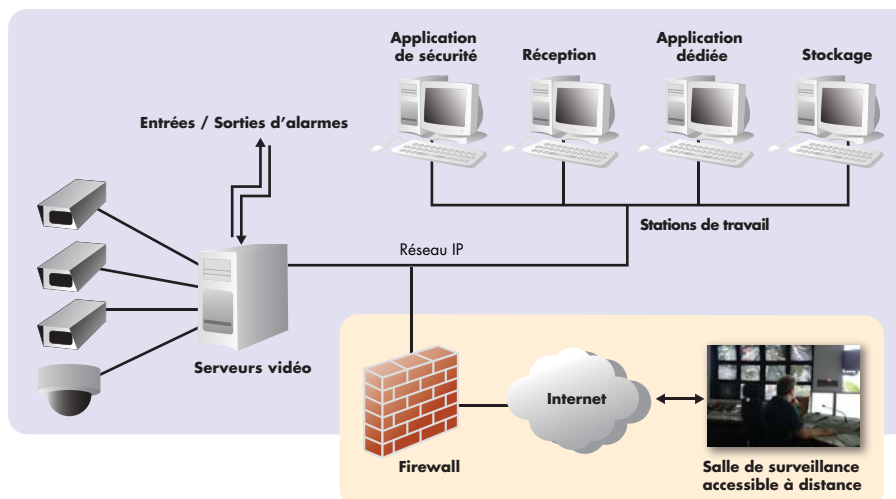 Application
de sécurité
Réception
Application
dédiée
Stockage
Entrées / Sorties d'alarmes
Stations de travail
Réseau IP
Serveurs vidéo
Internet
Firewall
Salle de surveillance
accessible à distance